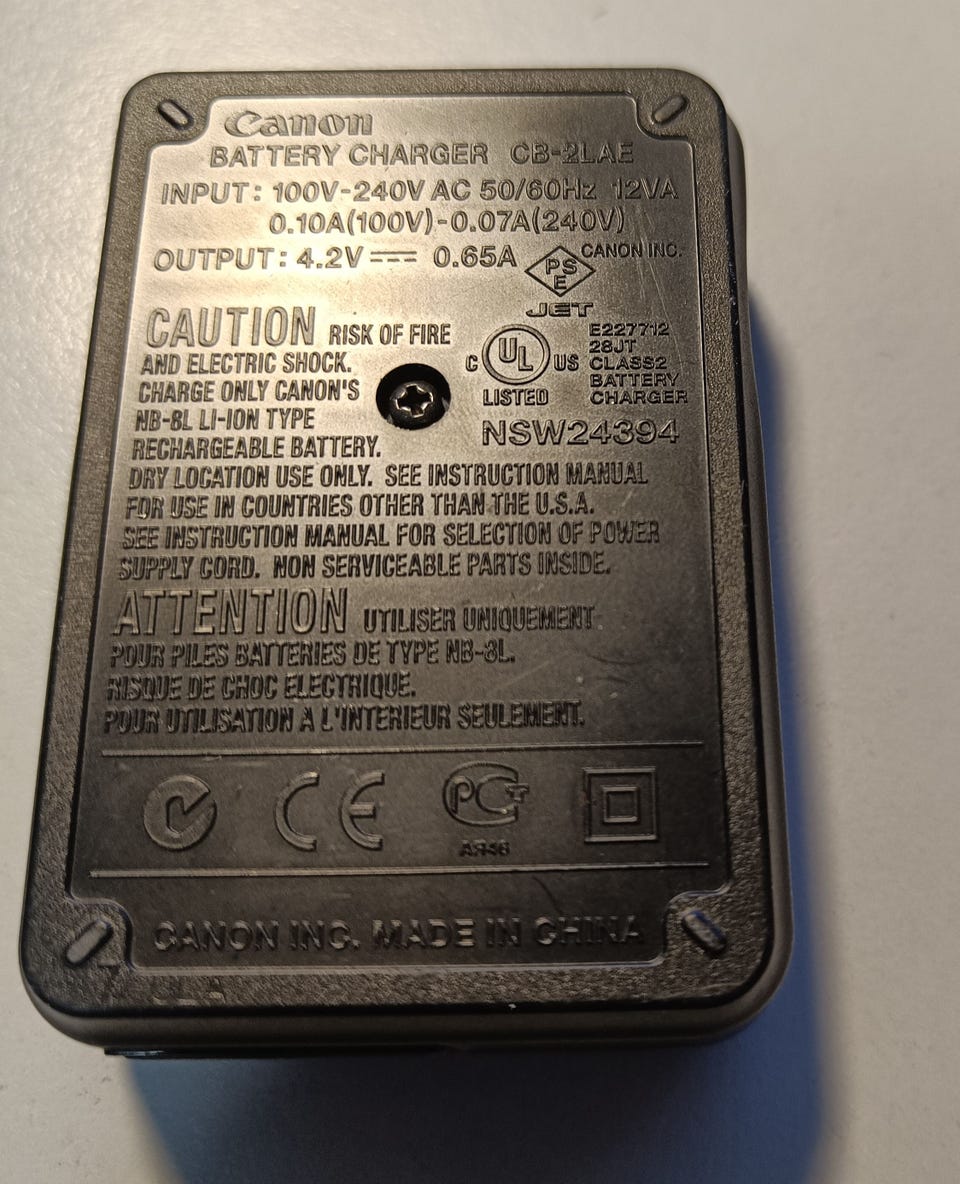 Canon
BATTERY CHARGER CB-2LAE
INPUT: 100V-240V AC 50/60Hz 12VA
0.10A(100V)-0.07A(240V)
OUTPUT: 4.2V ⎓ 0.65A
PSE
CANON INC.
JET
CAUTION RISK OF FIRE
AND ELECTRIC SHOCK.
CHARGE ONLY CANON'S
NB-8L LI-ION TYPE
RECHARGEABLE BATTERY.
C UL US
LISTED
E227712
28JT
CLASS2
BATTERY
CHARGER
NSW24394
DRY LOCATION USE ONLY. SEE INSTRUCTION MANUAL
FOR USE IN COUNTRIES OTHER THAN THE U.S.A.
SEE INSTRUCTION MANUAL FOR SELECTION OF POWER
SUPPLY CORD. NON SERVICEABLE PARTS INSIDE.
ATTENTION UTILISER UNIQUEMENT
POUR PILES BATTERIES DE TYPE NB-8L.
RISQUE DE CHOC ELECTRIQUE.
POUR UTILISATION A L'INTERIEUR SEULEMENT.
CE PCT
АЯ46
CANON INC. MADE IN CHINA